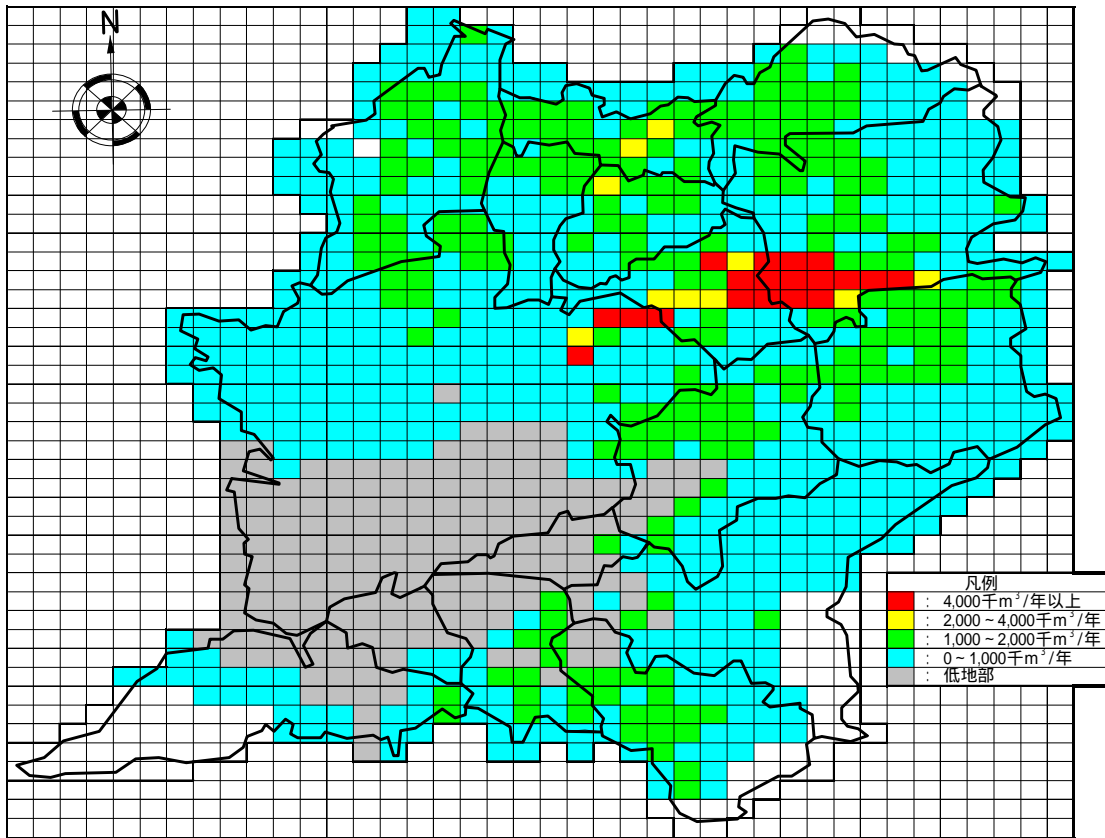 N
凡例
: 4,000千m³/年以上
: 2,000～4,000千m³/年
: 1,000～2,000千m³/年
: 0～1,000千m³/年
: 低地部